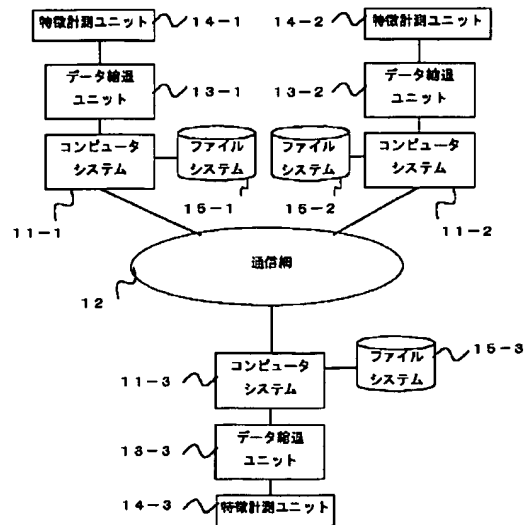 特徴計測ユニット
14-1
14-2
特徴計測ユニット
データ縮退
ユニット
13-1
13-2
データ縮退
ユニット
コンピュータ
システム
ファイル
システム
ファイル
システム
コンピュータ
システム
15-1
15-2
11-1
11-2
通信網
12
11-3
コンピュータ
システム
ファイル
システム
15-3
13-3
データ縮退
ユニット
14-3
特徴計測ユニット